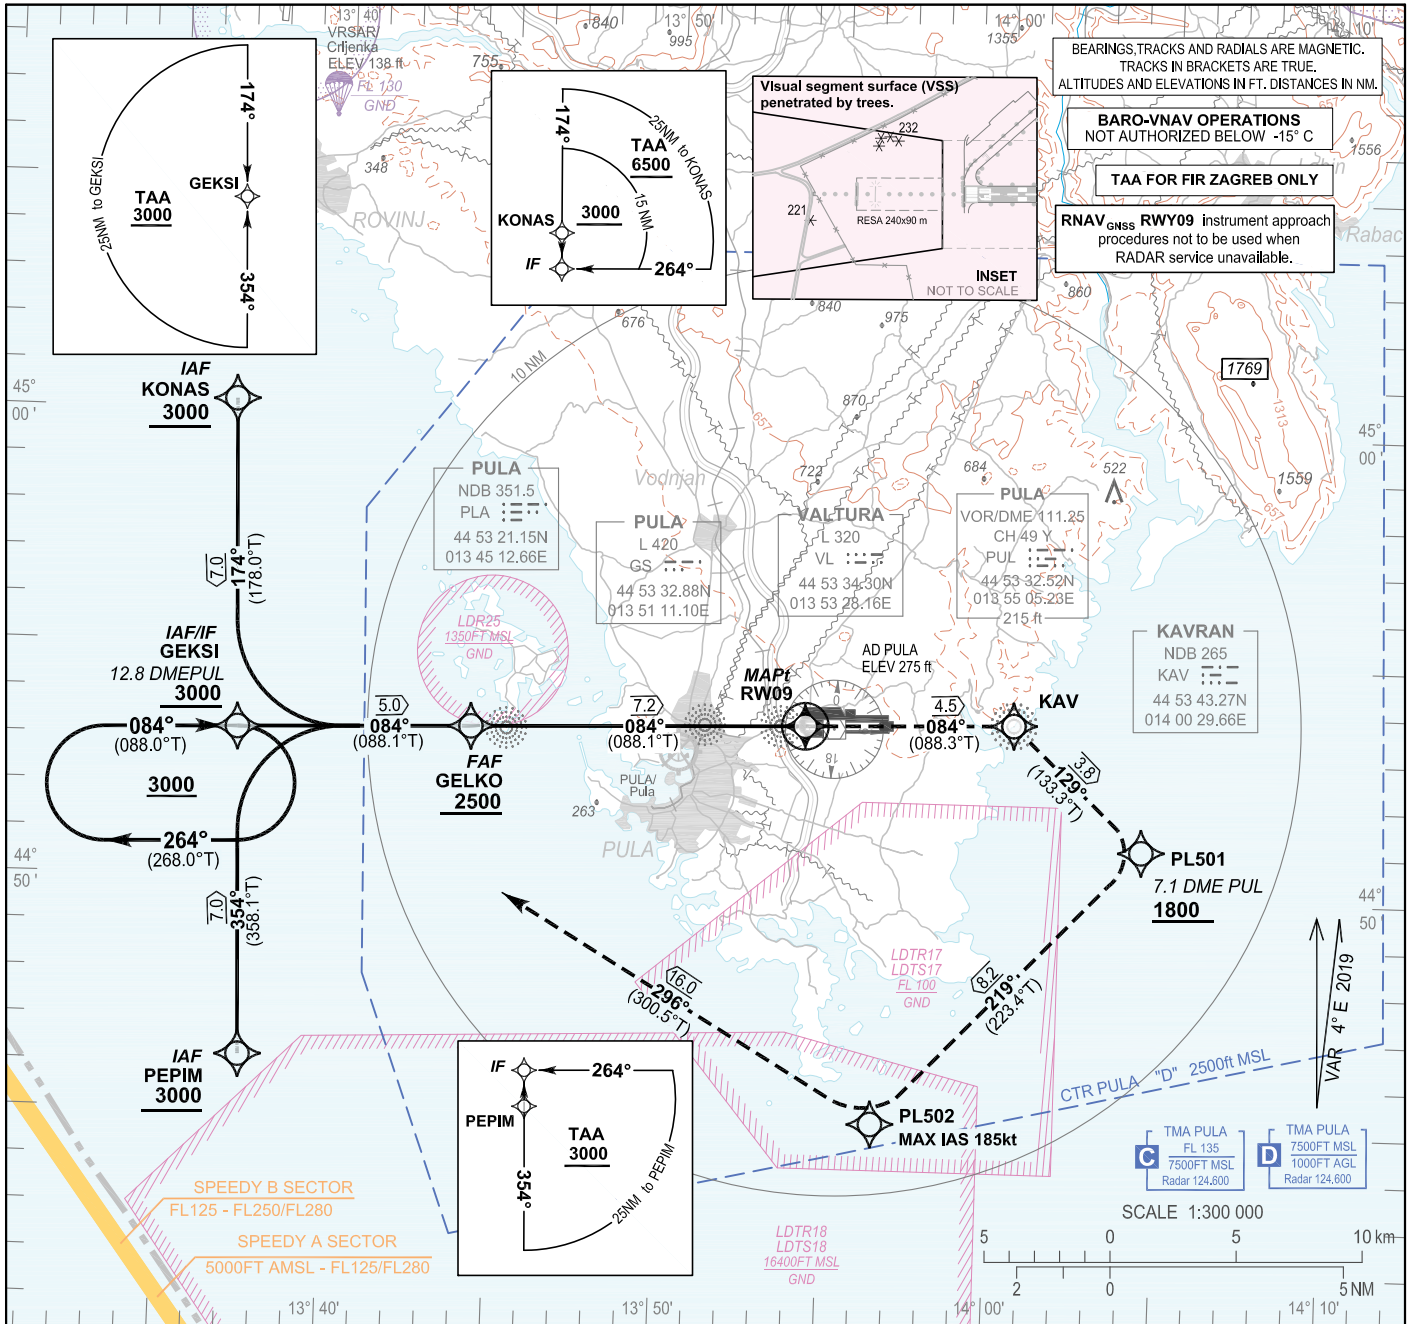 13° 40'
13° 50'
14° 00'
14° 10'
840
995
1355
VRSAR
Crljenka
ELEV 138 ft
FL 130
GND
755
348
ROVINJ
174°
GEKSI
TAA
3000
25NM to GEKSI
354°
174°
25NM to KONAS
TAA
6500
15 NM
KONAS
3000
IF
264°
Visual segment surface (VSS)
penetrated by trees.
232
221
RESA 240x90 m
INSET
NOT TO SCALE
BEARINGS,TRACKS AND RADIALS ARE MAGNETIC.
TRACKS IN BRACKETS ARE TRUE.
ALTITUDES AND ELEVATIONS IN FT. DISTANCES IN NM.
BARO-VNAV OPERATIONS
NOT AUTHORIZED BELOW -15° C
1556
TAA FOR FIR ZAGREB ONLY
RNAV GNSS RWY09 instrument approach
procedures not to be used when
RADAR service unavailable.
Rabac
676
840
975
860
10 NM
1769
1313
657
1559
870
657
722
684
522
45°
00 '
45°
00 '
IAF
KONAS
3000
Vodnjan
PULA
NDB 351.5
PLA
44 53 21.15N
013 45 12.66E
PULA
L 420
GS
44 53 32.88N
013 51 11.10E
VALTURA
L 320
VL
44 53 34.30N
013 53 28.16E
PULA
VOR/DME 111.25
CH 49 Y
PUL
44 53 32.52N
013 55 05.23E
215 ft
KAVRAN
NDB 265
KAV
44 53 43.27N
014 00 29.66E
7.0
174°
(178.0°T)
LDR25
1350FT MSL
GND
IAF/IF
GEKSI
12.8 DMEPUL
3000
AD PULA
ELEV 275 ft
MAPt
RW09
KAV
084°
(088.0°T)
5.0
084°
(088.1°T)
7.2
084°
(088.1°T)
4.5
084°
(088.3°T)
0
18
FAF
GELKO
2500
PULA/
Pula
263
PULA
3000
264°
(268.0°T)
3.8
129°
(133.3°T)
PL501
7.1 DME PUL
1800
44°
50 '
44°
50 '
7.0
354°
(358.1°T)
LDTR17
LDTS17
FL 100
GND
8.2
219°
(223.4°T)
16.0
296°
(300.5°T)
VAR 4° E 2019
IAF
PEPIM
3000
IF
264°
PEPIM
TAA
3000
354°
25NM to PEPIM
PL502
MAX IAS 185kt
CTR PULA "D" 2500ft MSL
C
TMA PULA
FL 135
7500FT MSL
Radar 124.600
D
TMA PULA
7500FT MSL
1000FT AGL
Radar 124,600
SPEEDY B SECTOR
FL125 - FL250/FL280
SPEEDY A SECTOR
5000FT AMSL - FL125/FL280
LDTR18
LDTS18
16400FT MSL
GND
SCALE 1:300 000
5 0 5 10 km
2 0 5 NM
13° 40'
13° 50'
14° 00'
14° 10'